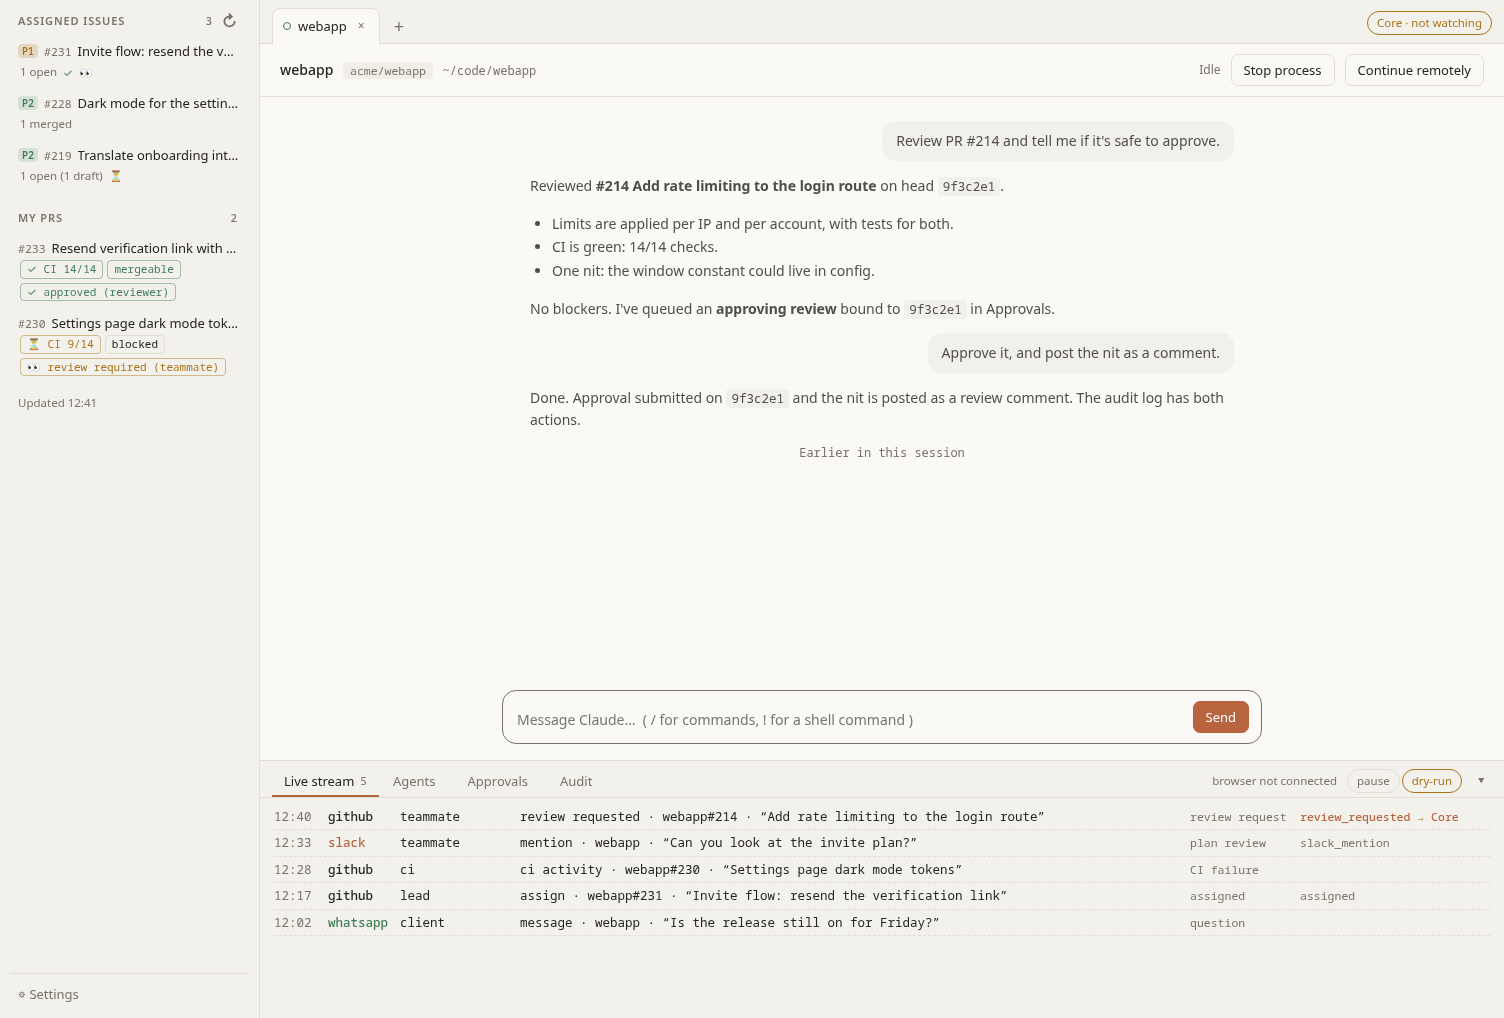 ASSIGNED ISSUES 3
P1 #231 Invite flow: resend the v...
1 open ✓ 👀
P2 #228 Dark mode for the settin...
1 merged
P2 #219 Translate onboarding int...
1 open (1 draft) ⏳
MY PRS 2
#233 Resend verification link with ...
✓ CI 14/14 mergeable
✓ approved (reviewer)
#230 Settings page dark mode tok...
⏳ CI 9/14 blocked
👀 review required (teammate)
Updated 12:41
⚙ Settings
webapp × +
Core · not watching
webapp acme/webapp ~/code/webapp
Idle Stop process Continue remotely
Review PR #214 and tell me if it's safe to approve.
Reviewed #214 Add rate limiting to the login route on head 9f3c2e1.
• Limits are applied per IP and per account, with tests for both.
• CI is green: 14/14 checks.
• One nit: the window constant could live in config.
No blockers. I've queued an approving review bound to 9f3c2e1 in Approvals.
Approve it, and post the nit as a comment.
Done. Approval submitted on 9f3c2e1 and the nit is posted as a review comment. The audit log has both
actions.
Earlier in this session
Message Claude... ( / for commands, ! for a shell command )
Send
Live stream 5 Agents Approvals Audit
browser not connected pause dry-run ▼
12:40 github teammate review requested · webapp#214 · “Add rate limiting to the login route” review request review_requested → Core
12:33 slack teammate mention · webapp · “Can you look at the invite plan?” plan review slack_mention
12:28 github ci ci activity · webapp#230 · “Settings page dark mode tokens” CI failure
12:17 github lead assign · webapp#231 · “Invite flow: resend the verification link” assigned assigned
12:02 whatsapp client message · webapp · “Is the release still on for Friday?” question